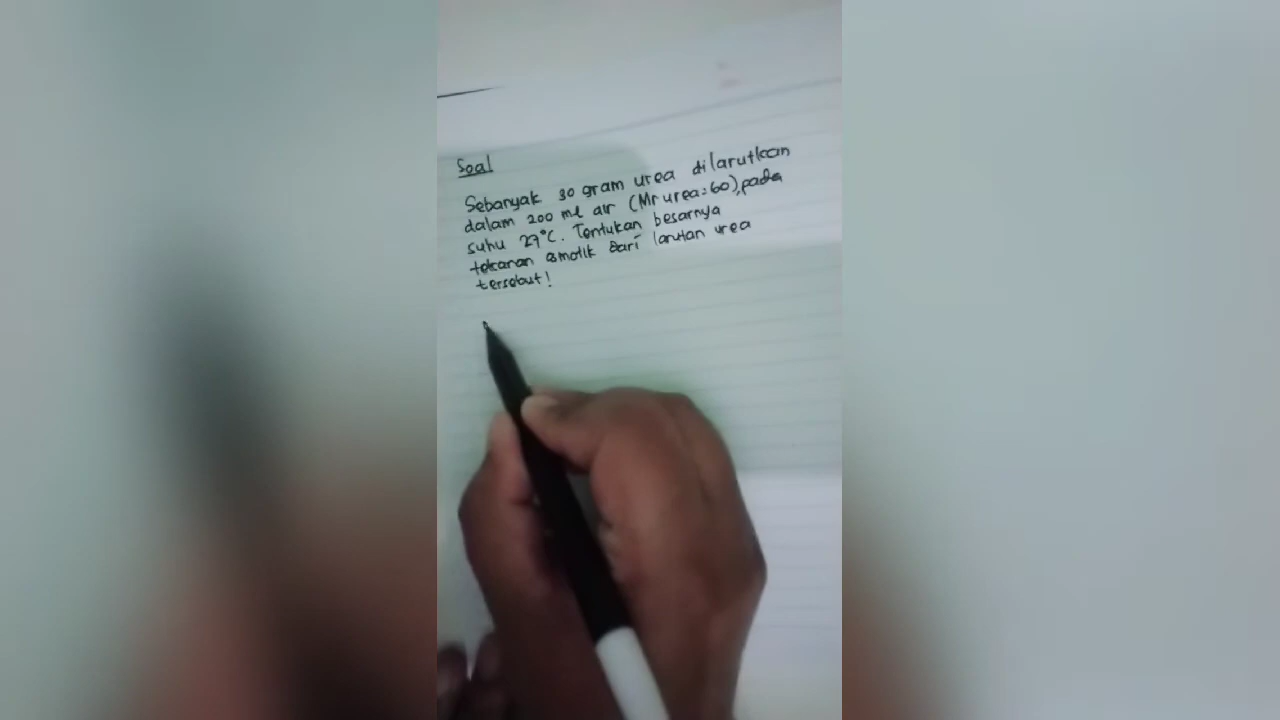 Soal
Sebanyak 30 gram urea dilarutkan
dalam 200 ml air (Mr urea=60), pada
suhu 27°C. Tentukan besarnya
tekanan osmotik dari larutan urea
tersebut!